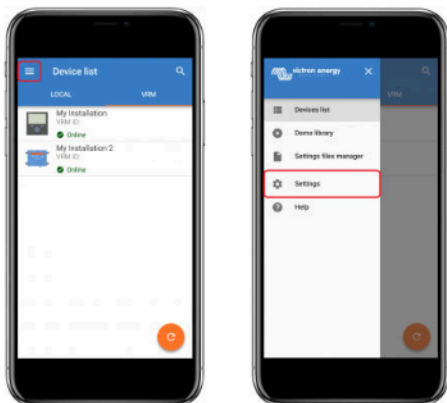 Device list
LOCAL VRM
My Installation
VRM ID:
Online
My Installation 2
VRM ID:
Online
victron energy
VRM
Devices list
Demo library
Settings files manager
Settings
Help